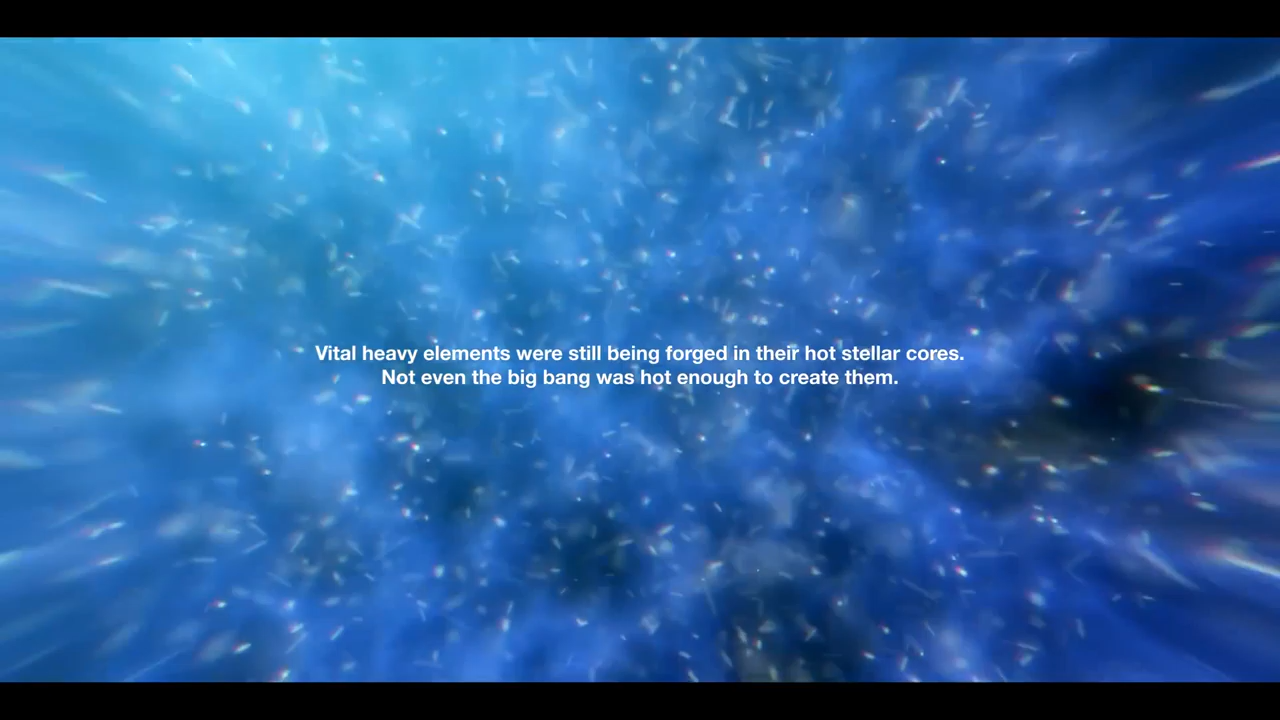 Vital heavy elements were still being forged in their hot stellar cores.
Not even the big bang was hot enough to create them.